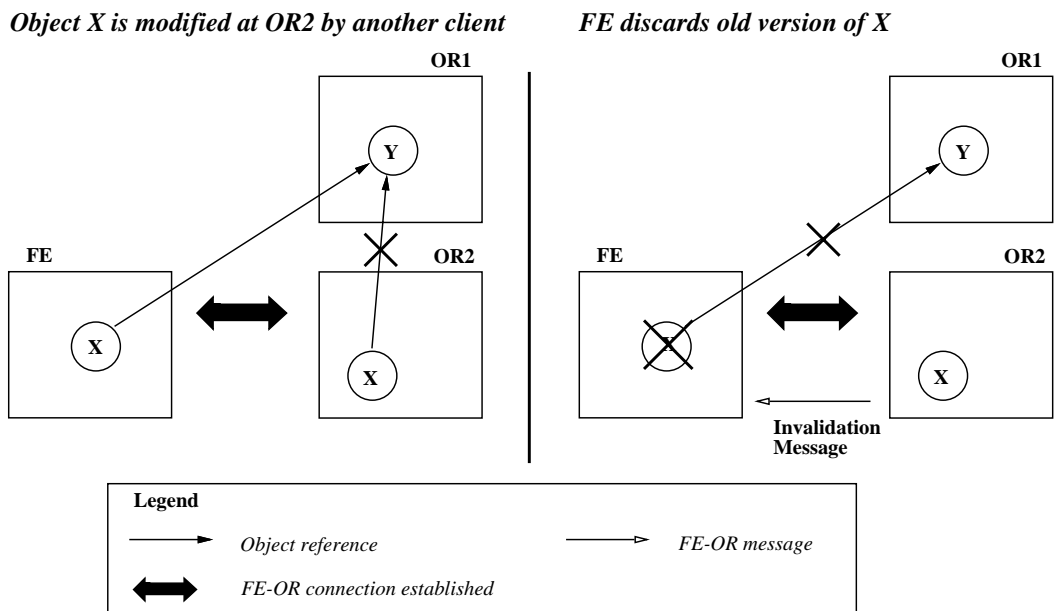 Object X is modified at OR2 by another client
FE discards old version of X
OR1
Y
FE
OR2
X
X
OR1
Y
FE
OR2
X
X
Invalidation
Message
Legend
Object reference
FE-OR message
FE-OR connection established